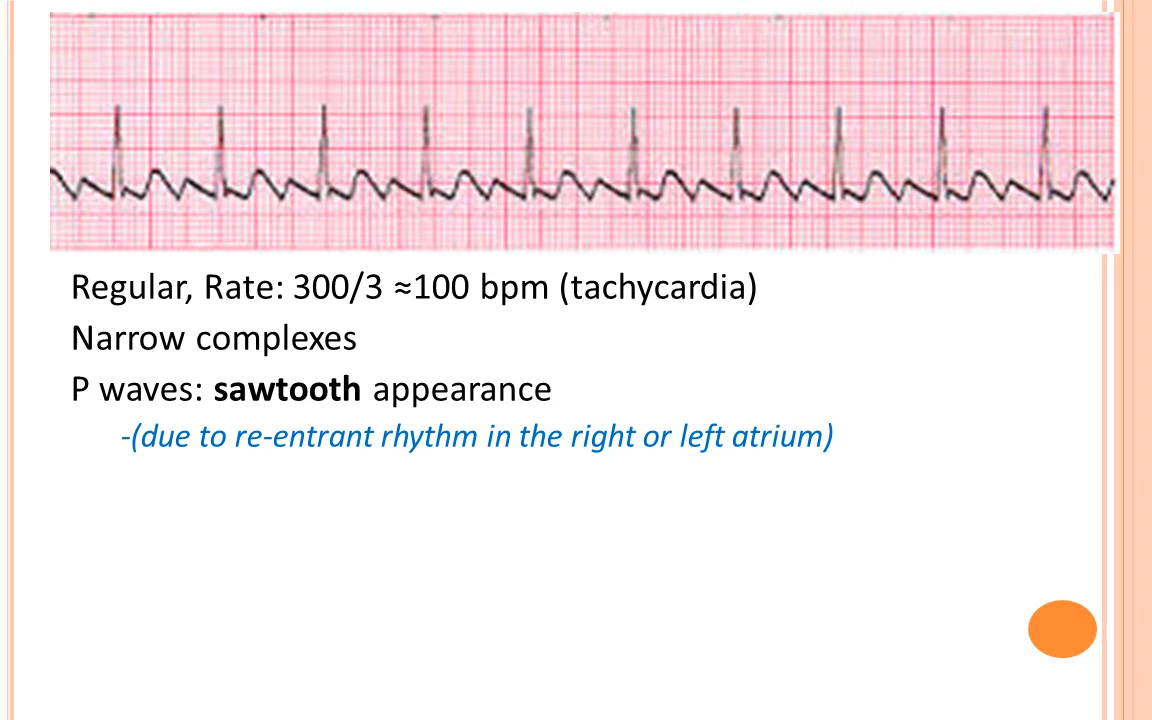 Regular, Rate: 300/3 ≈100 bpm (tachycardia)
Narrow complexes
P waves: sawtooth appearance
-(due to re-entrant rhythm in the right or left atrium)